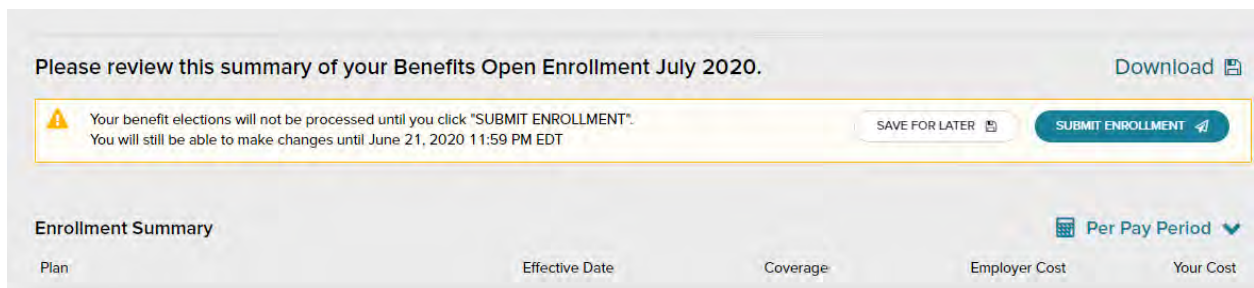 Please review this summary of your Benefits Open Enrollment July 2020.
Download
Your benefit elections will not be processed until you click "SUBMIT ENROLLMENT".
You will still be able to make changes until June 21, 2020 11:59 PM EDT
SAVE FOR LATER
SUBMIT ENROLLMENT
Enrollment Summary
Per Pay Period
Plan Effective Date Coverage Employer Cost Your Cost